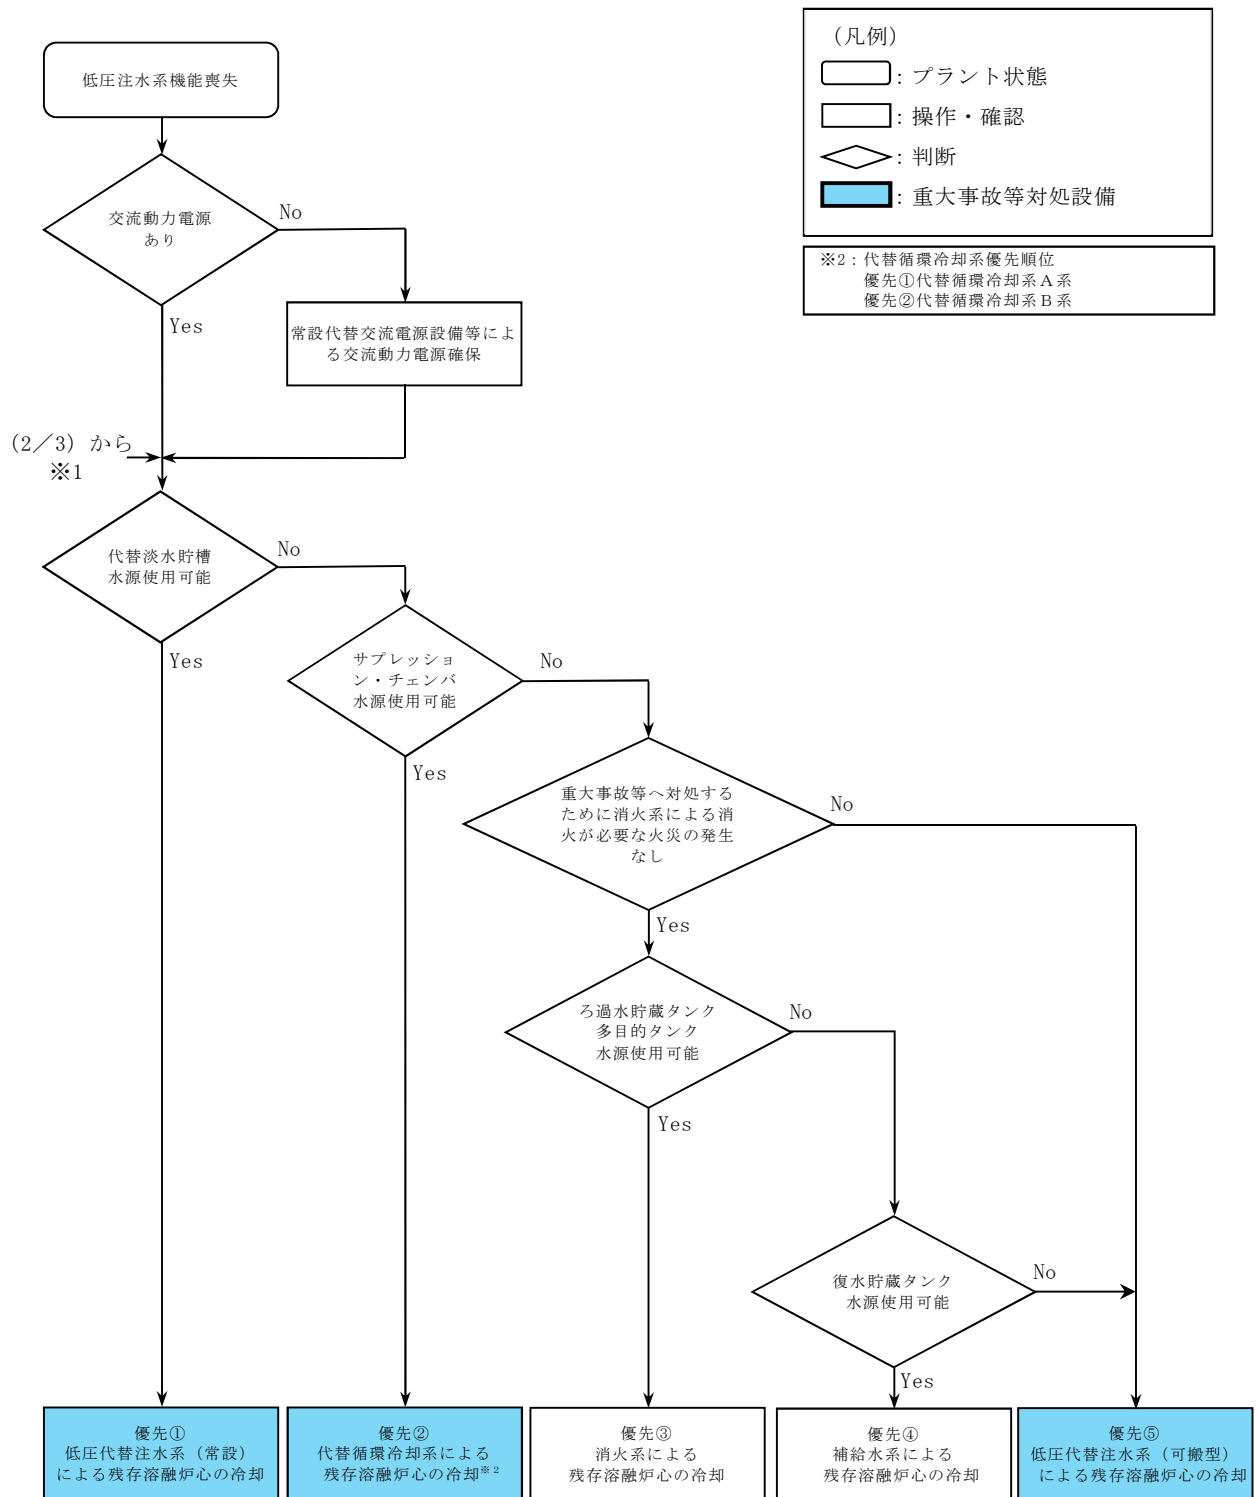 （凡例）
：プラント状態
：操作・確認
：判断
：重大事故等対処設備
※2：代替循環冷却系優先順位
優先①代替循環冷却系Ａ系
優先②代替循環冷却系Ｂ系
低圧注水系機能喪失
交流動力電源
あり
No
Yes
常設代替交流電源設備等によ
る交流動力電源確保
(2／3) から
※1
代替淡水貯槽
水源使用可能
No
Yes
サプレッショ
ン・チェンバ
水源使用可能
No
Yes
重大事故等へ対処する
ために消火系による消
火が必要な火災の発生
なし
No
Yes
ろ過水貯蔵タンク
多目的タンク
水源使用可能
No
Yes
復水貯蔵タンク
水源使用可能
No
Yes
優先①
低圧代替注水系（常設）
による残存溶融炉心の冷却
優先②
代替循環冷却系による
残存溶融炉心の冷却※2
優先③
消火系による
残存溶融炉心の冷却
優先④
補給水系による
残存溶融炉心の冷却
優先⑤
低圧代替注水系（可搬型）
による残存溶融炉心の冷却